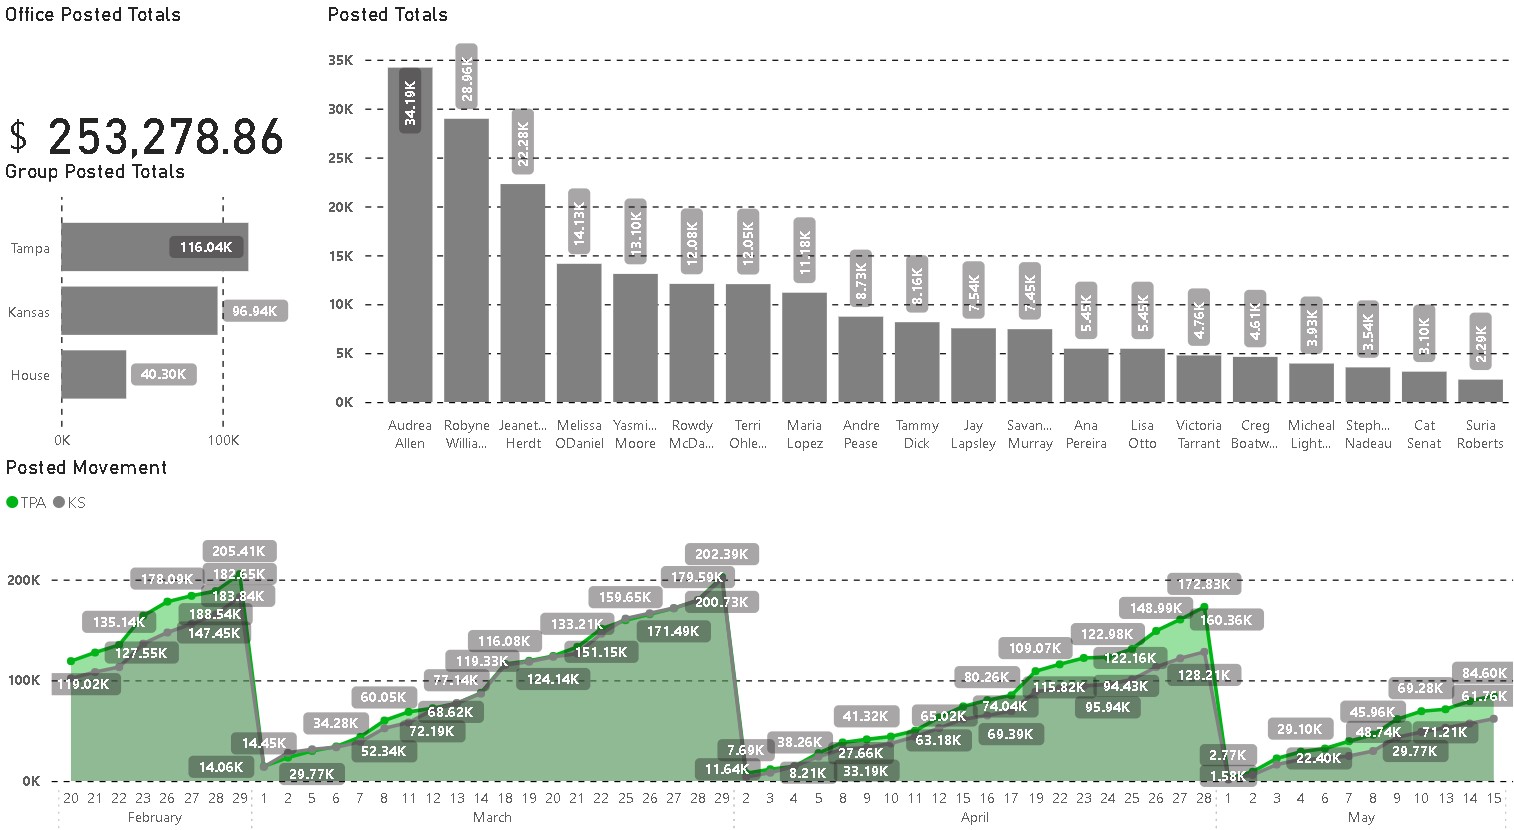 Office Posted Totals
$ 253,278.86
Group Posted Totals
Tampa 116.04K
Kansas 96.94K
House 40.30K
0K 100K
Posted Totals
35K
30K
25K
20K
15K
10K
5K
0K
34.19K 28.96K 22.28K 14.13K 13.10K 12.08K 12.05K 11.18K 8.73K 8.16K 7.54K 7.45K 5.45K 5.45K 4.76K 4.61K 3.93K 3.54K 3.10K 2.29K
Audrea Robyne Jeanet... Melissa Yasmi... Rowdy Terri Maria Andre Tammy Jay Savan... Ana Lisa Victoria Creg Micheal Steph... Cat Suria
Allen Willia... Herdt ODaniel Moore McDa... Ohle... Lopez Pease Dick Lapsley Murray Pereira Otto Tarrant Boatw... Light... Nadeau Senat Roberts
Posted Movement
TPA KS
200K
100K
0K
119.02K 135.14K 127.55K 178.09K 205.41K 182.65K 183.84K 188.54K 147.45K
14.45K 14.06K 29.77K 34.28K 60.05K 52.34K 77.14K 68.62K 72.19K 119.33K 116.08K 124.14K 133.21K 151.15K 159.65K 171.49K 179.59K 202.39K 200.73K
7.69K 11.64K 38.26K 8.21K 41.32K 27.66K 33.19K 65.02K 63.18K 80.26K 74.04K 69.39K 109.07K 115.82K 122.98K 122.16K 94.43K 95.94K 148.99K 172.83K 160.36K 128.21K
2.77K 1.58K 29.10K 22.40K 45.96K 48.74K 29.77K 69.28K 71.21K 84.60K 61.76K
20 21 22 23 26 27 28 29 1 2 5 6 7 8 11 12 13 14 18 19 20 21 22 25 26 27 28 29 2 3 4 5 8 9 10 11 12 15 16 17 19 22 23 24 25 26 27 28 1 2 3 4 6 7 8 9 10 13 14 15
February March April May